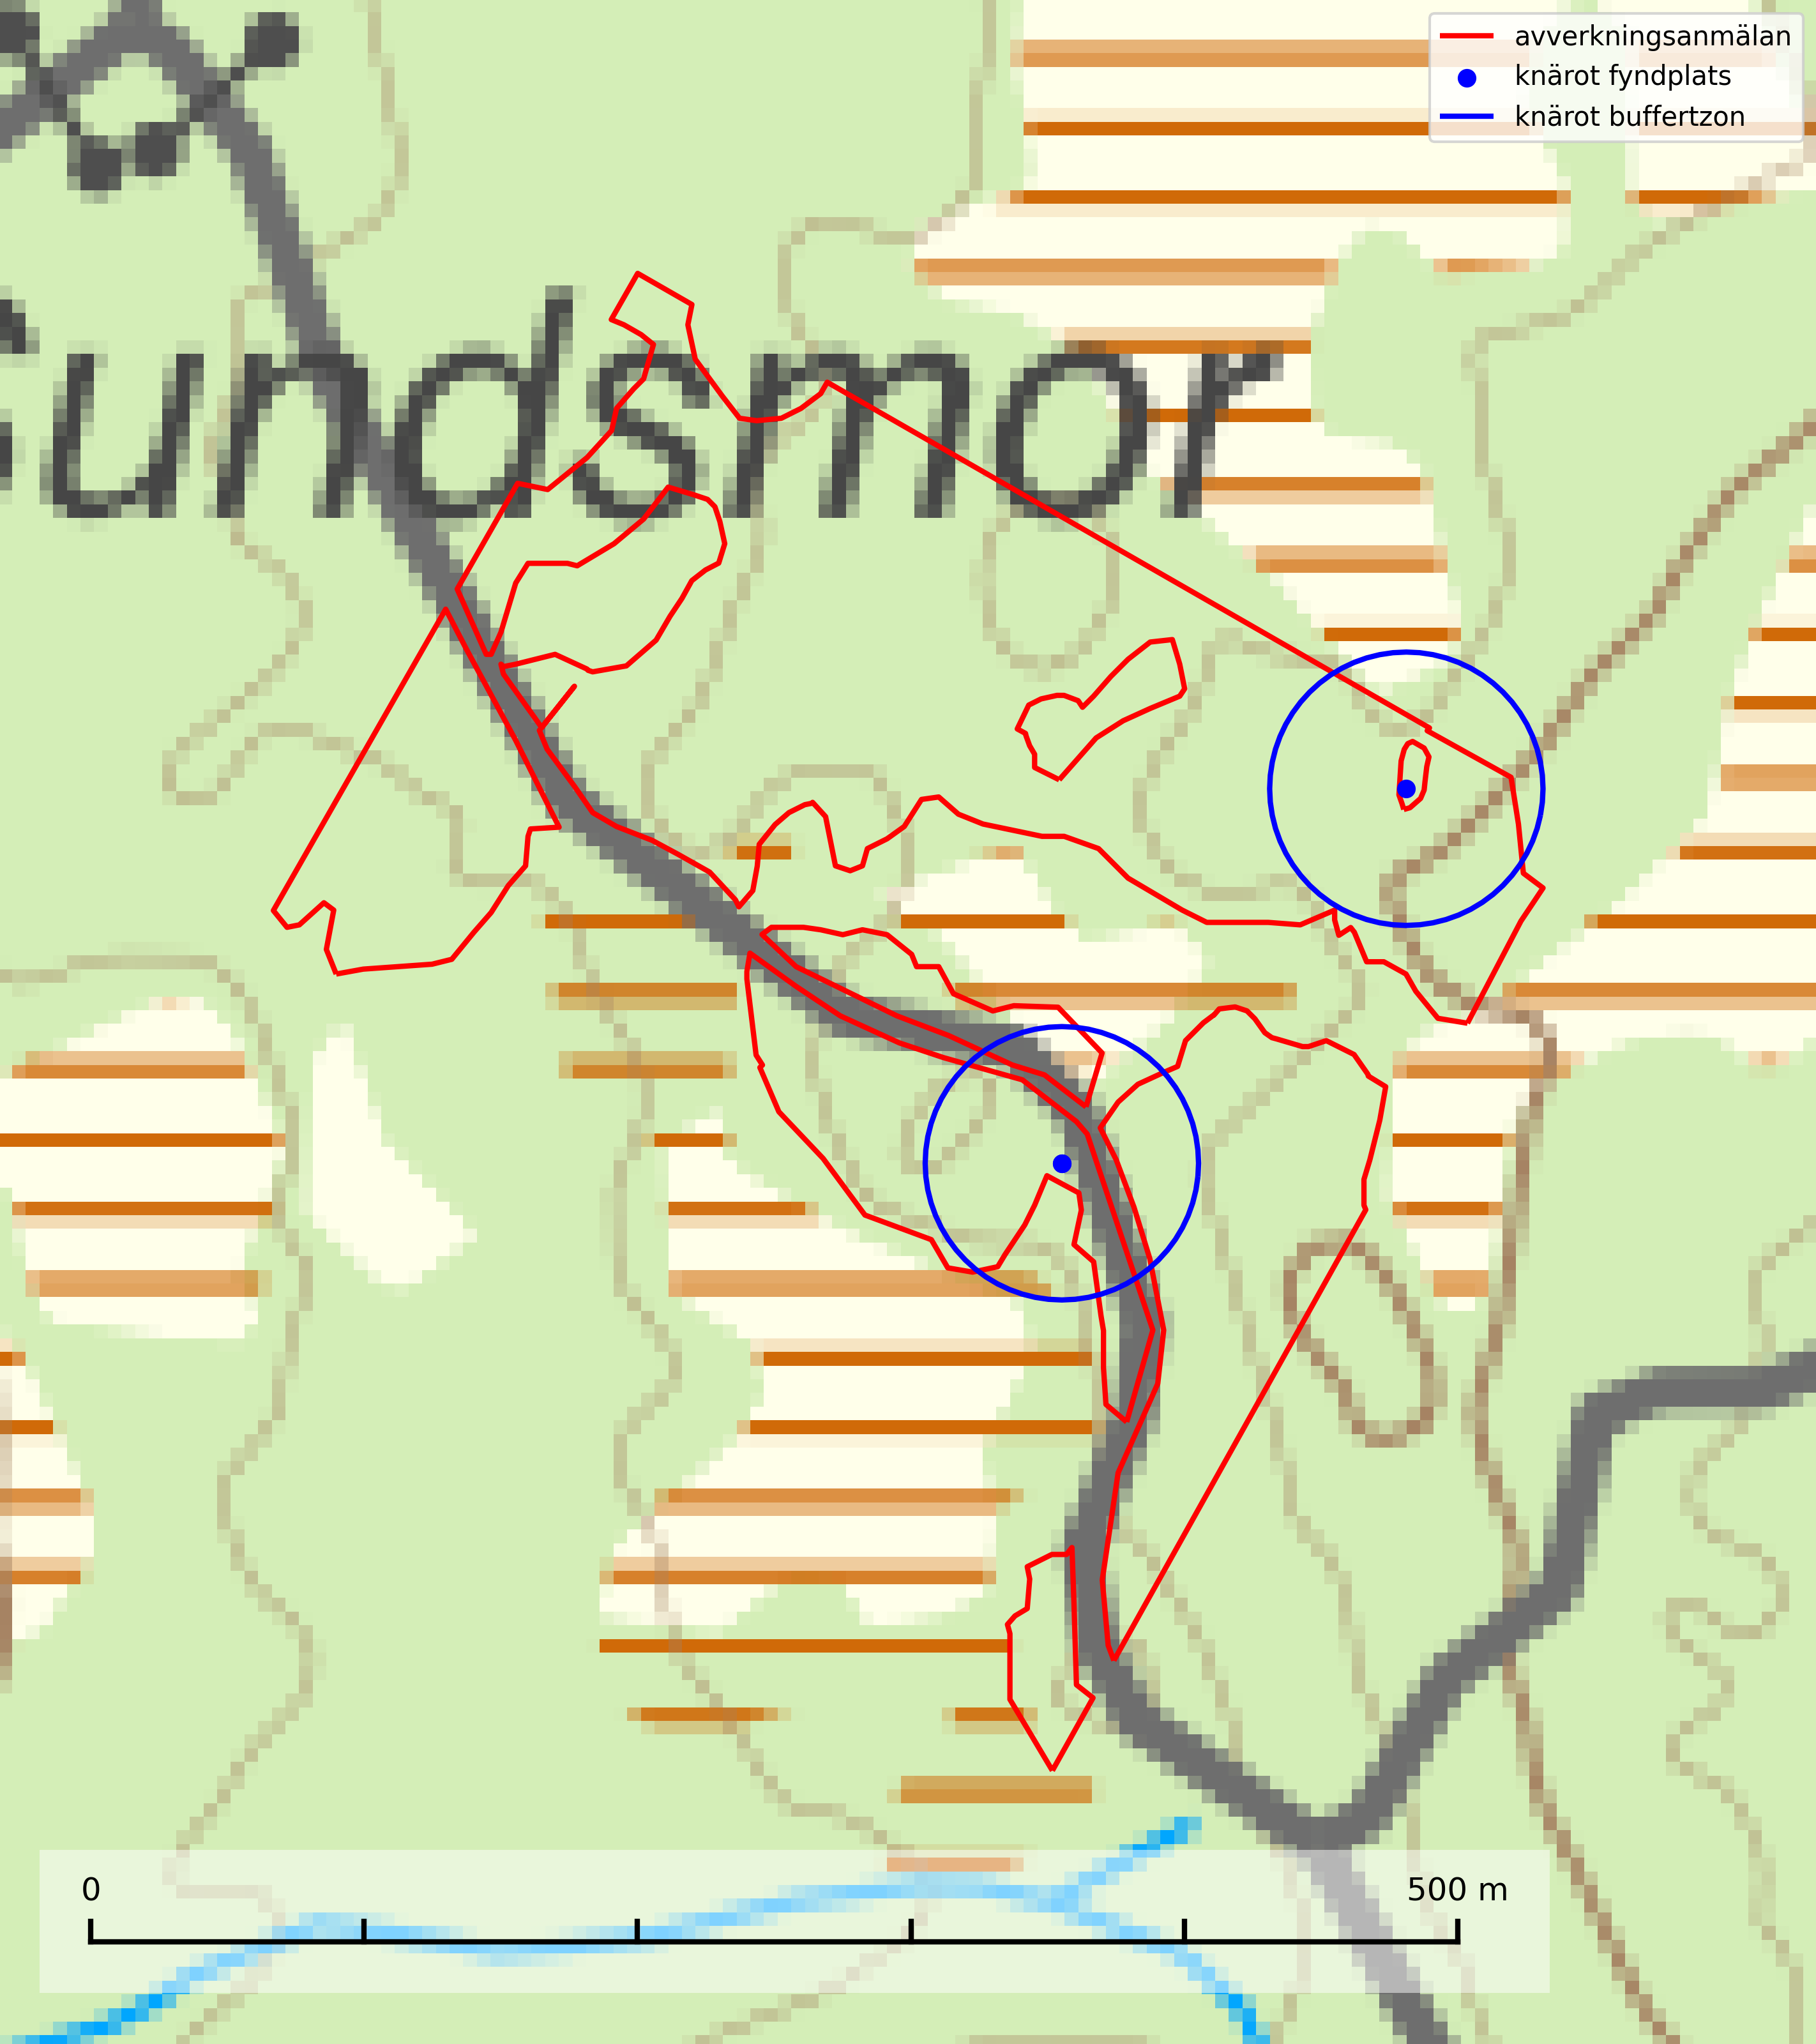 avverkningsanmälan
knärot fyndplats
knärot buffertzon
undsmor
0
500 m